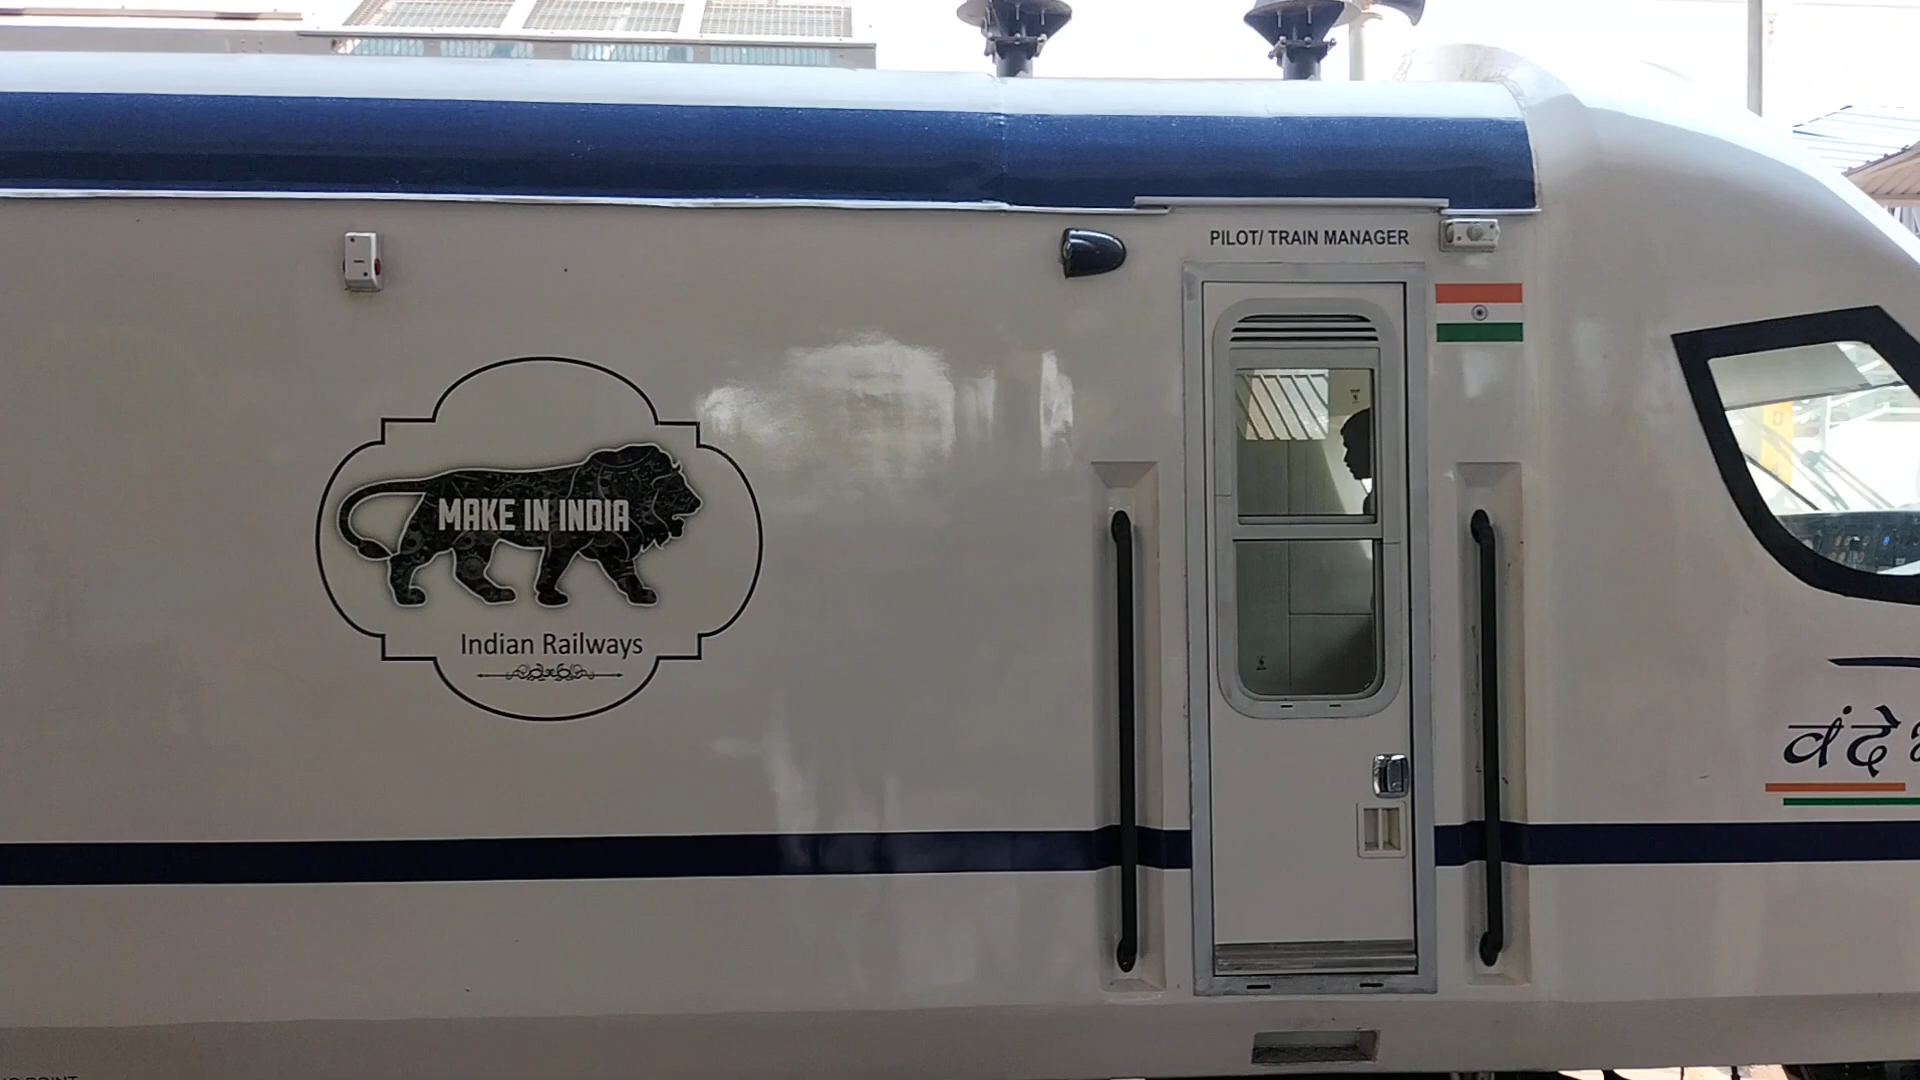 PILOT/ TRAIN MANAGER
MAKE IN INDIA
Indian Railways
वंदे